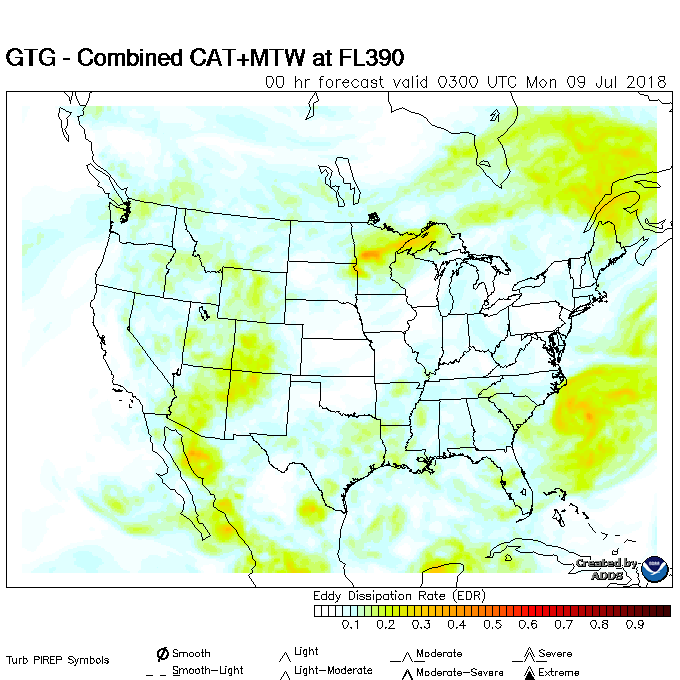 GTG - Combined CAT+MTW at FL390
00 hr forecast valid 0300 UTC Mon 09 Jul 2018
Created by
ADDS
Eddy Dissipation Rate (EDR)
0.1 0.2 0.3 0.4 0.5 0.6 0.7 0.8 0.9
Turb PIREP Symbols
Smooth Light Moderate Severe
Smooth-Light Light-Moderate Moderate-Severe Extreme